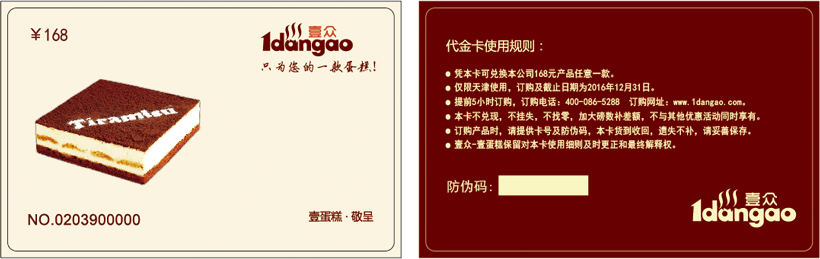 ￥168
壹众
1dangao
只为您的一款蛋糕!
Tiramisu
NO.0203900000
壹蛋糕·敬呈
代金卡使用规则：
● 凭本卡可兑换本公司168元产品任意一款。
● 仅限天津使用，订购及截止日期为2016年12月31日。
● 提前5小时订购，订购电话：400-086-5288 订购网址：www.1dangao.com。
● 本卡不兑现，不挂失，不找零，加大磅数补差额，不与其他优惠活动同时享有。
● 订购产品时，请提供卡号及防伪码，本卡货到收回，遗失不补，请妥善保存。
● 壹众-壹蛋糕保留对本卡使用细则及时更正和最终解释权。
防伪码：
壹众
1dangao